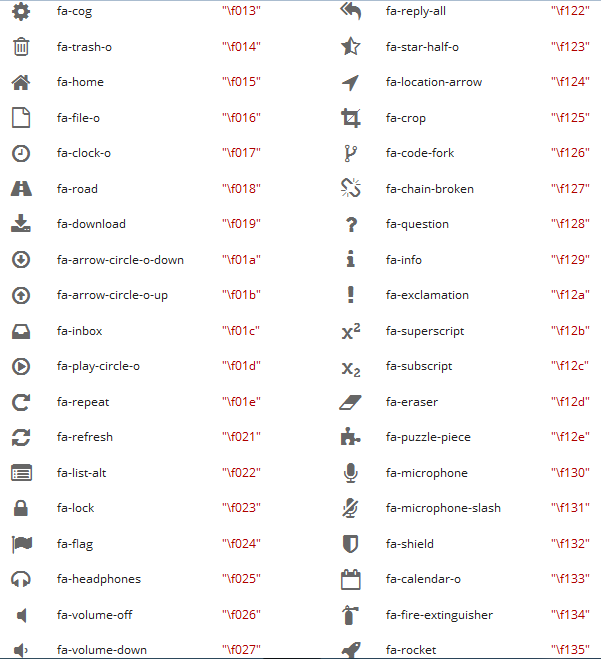 fa-cog "\f013" fa-reply-all "\f122"
fa-trash-o "\f014" fa-star-half-o "\f123"
fa-home "\f015" fa-location-arrow "\f124"
fa-file-o "\f016" fa-crop "\f125"
fa-clock-o "\f017" fa-code-fork "\f126"
fa-road "\f018" fa-chain-broken "\f127"
fa-download "\f019" fa-question "\f128"
fa-arrow-circle-o-down "\f01a" fa-info "\f129"
fa-arrow-circle-o-up "\f01b" fa-exclamation "\f12a"
fa-inbox "\f01c" fa-superscript "\f12b"
fa-play-circle-o "\f01d" fa-subscript "\f12c"
fa-repeat "\f01e" fa-eraser "\f12d"
fa-refresh "\f021" fa-puzzle-piece "\f12e"
fa-list-alt "\f022" fa-microphone "\f130"
fa-lock "\f023" fa-microphone-slash "\f131"
fa-flag "\f024" fa-shield "\f132"
fa-headphones "\f025" fa-calendar-o "\f133"
fa-volume-off "\f026" fa-fire-extinguisher "\f134"
fa-volume-down "\f027" fa-rocket "\f135"